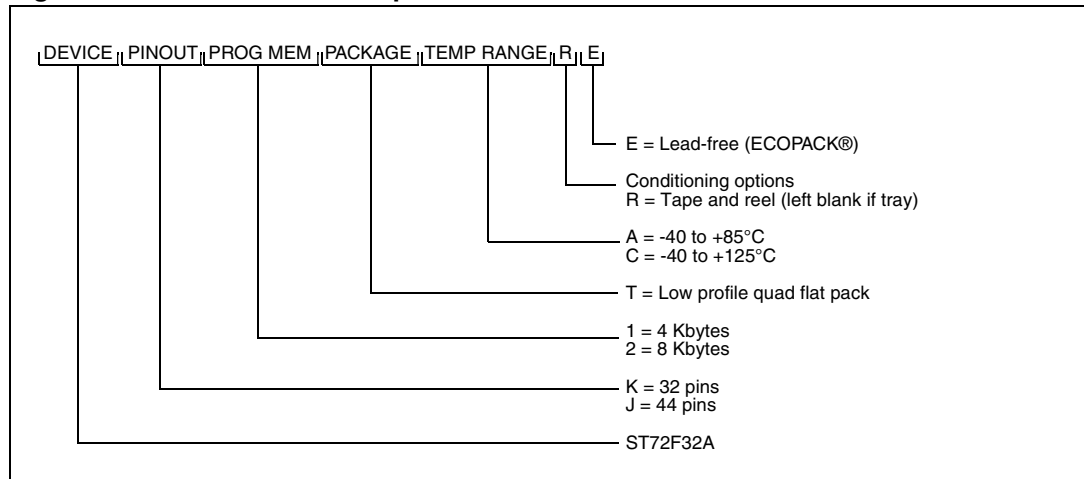 DEVICE PINOUT PROG MEM PACKAGE TEMP RANGE R E
E = Lead-free (ECOPACK®)
Conditioning options
R = Tape and reel (left blank if tray)
A = -40 to +85°C
C = -40 to +125°C
T = Low profile quad flat pack
1 = 4 Kbytes
2 = 8 Kbytes
K = 32 pins
J = 44 pins
ST72F32A